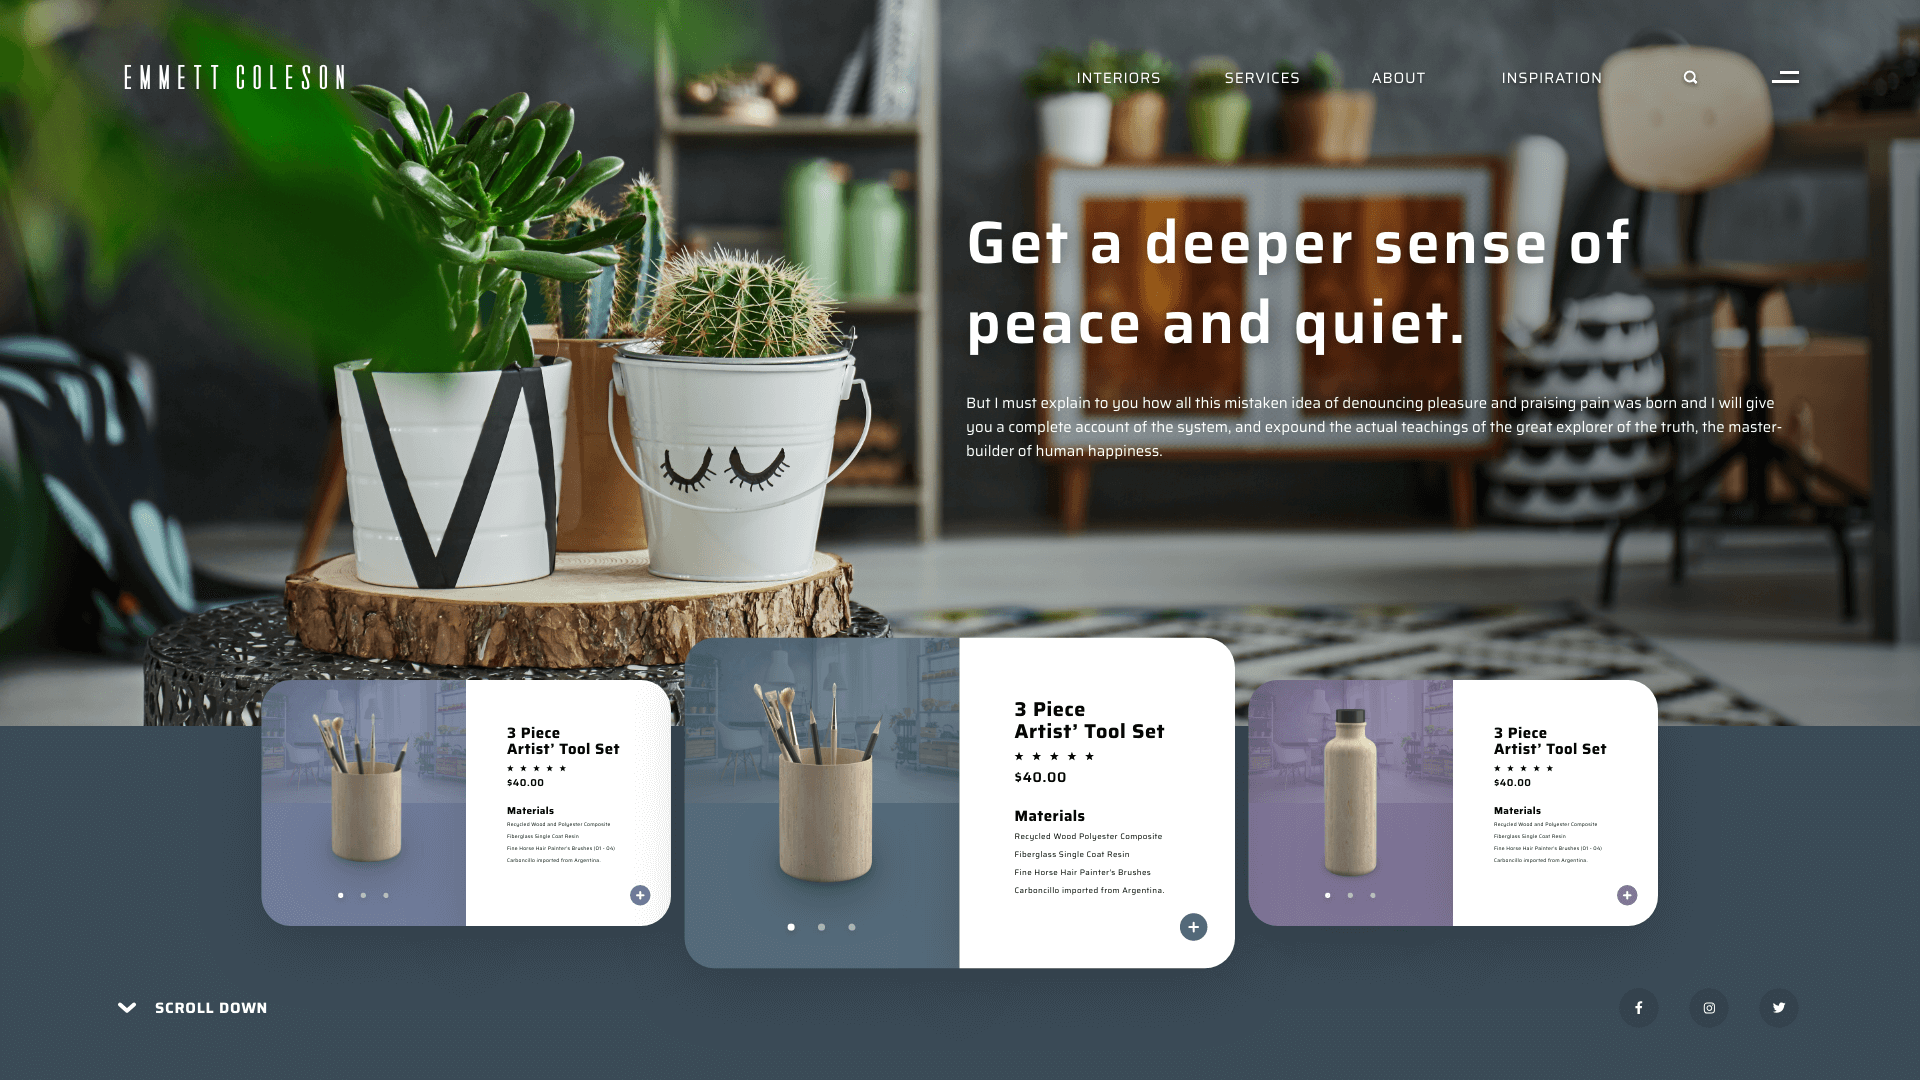 EMMETT COLESON
INTERIORS
SERVICES
ABOUT
INSPIRATION
Get a deeper sense of
peace and quiet.
But I must explain to you how all this mistaken idea of denouncing pleasure and praising pain was born and I will give
you a complete account of the system, and expound the actual teachings of the great explorer of the truth, the master-
builder of human happiness.
3 Piece
Artist’ Tool Set
$40.00
Materials
Recycled Wood and Polyester Composite
Fiberglass Single Coat Resin
Fine Horse Hair Painter's Brushes (01 - 04)
Carboncillo imported from Argentina.
3 Piece
Artist’ Tool Set
$40.00
Materials
Recycled Wood Polyester Composite
Fiberglass Single Coat Resin
Fine Horse Hair Painter's Brushes
Carboncillo imported from Argentina.
3 Piece
Artist’ Tool Set
$40.00
Materials
Recycled Wood and Polyester Composite
Fiberglass Single Coat Resin
Fine Horse Hair Painter's Brushes (01 - 04)
Carboncillo imported from Argentina.
SCROLL DOWN